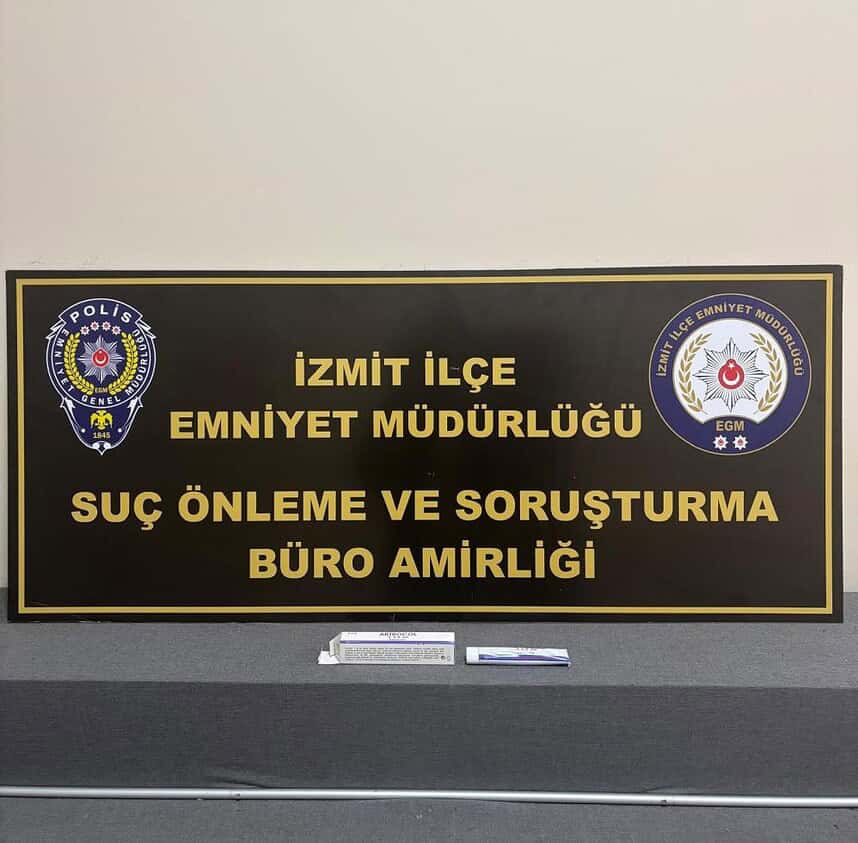 POLİS
EMNİYET GENEL MÜDÜRLÜĞÜ
EGM
1845
İZMİT İLÇE
EMNİYET MÜDÜRLÜĞÜ
SUÇ ÖNLEME VE SORUŞTURMA
BÜRO AMİRLİĞİ
İZMİT İLÇE EMNİYET MÜDÜRLÜĞÜ
EGM